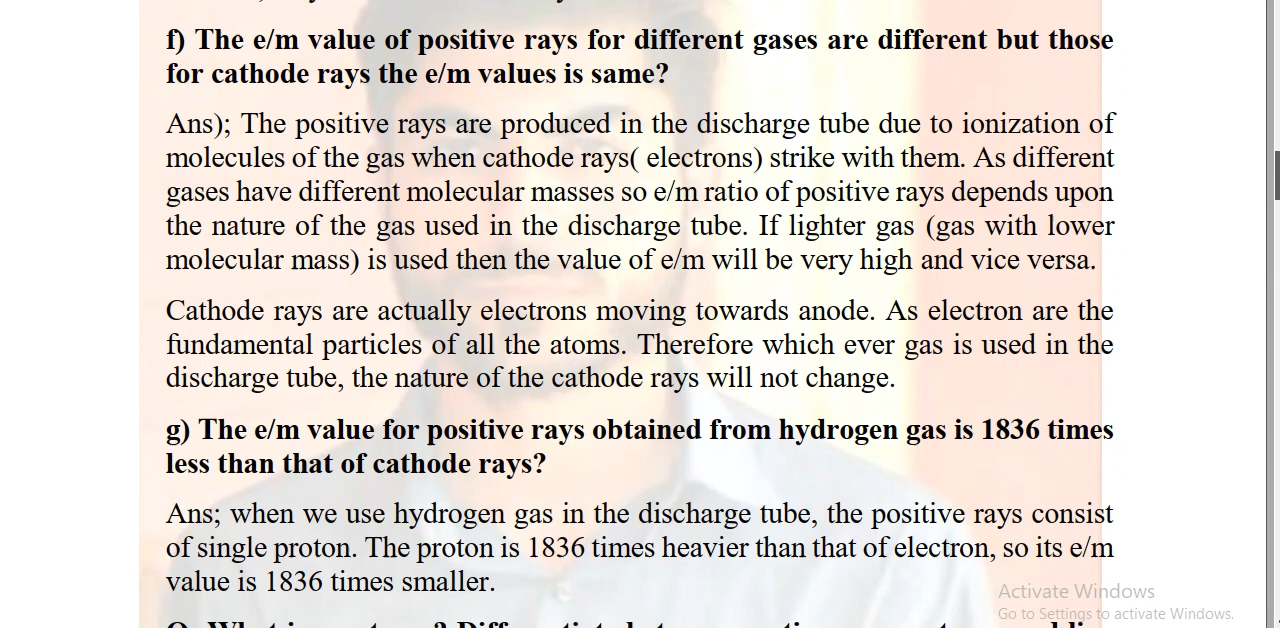 f) The e/m value of positive rays for different gases are different but those
for cathode rays the e/m values is same?
Ans); The positive rays are produced in the discharge tube due to ionization of
molecules of the gas when cathode rays( electrons) strike with them. As different
gases have different molecular masses so e/m ratio of positive rays depends upon
the nature of the gas used in the discharge tube. If lighter gas (gas with lower
molecular mass) is used then the value of e/m will be very high and vice versa.
Cathode rays are actually electrons moving towards anode. As electron are the
fundamental particles of all the atoms. Therefore which ever gas is used in the
discharge tube, the nature of the cathode rays will not change.
g) The e/m value for positive rays obtained from hydrogen gas is 1836 times
less than that of cathode rays?
Ans; when we use hydrogen gas in the discharge tube, the positive rays consist
of single proton. The proton is 1836 times heavier than that of electron, so its e/m
value is 1836 times smaller.
Activate Windows
Go to Settings to activate Windows.